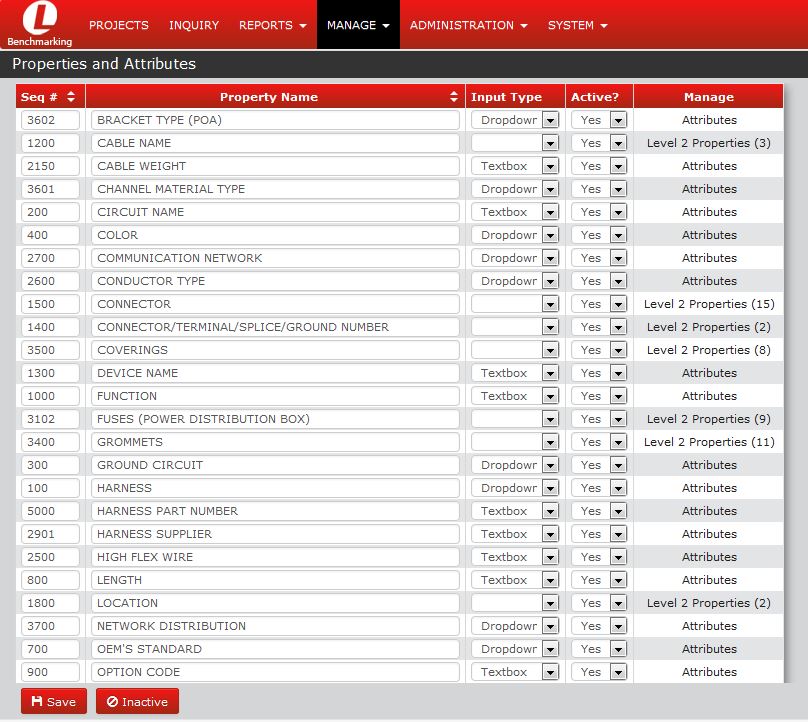 L
Benchmarking
PROJECTS INQUIRY REPORTS MANAGE ADMINISTRATION SYSTEM
Properties and Attributes
Seq # Property Name Input Type Active? Manage
3602 BRACKET TYPE (POA) Dropdowr Yes Attributes
1200 CABLE NAME Yes Level 2 Properties (3)
2150 CABLE WEIGHT Textbox Yes Attributes
3601 CHANNEL MATERIAL TYPE Dropdowr Yes Attributes
200 CIRCUIT NAME Textbox Yes Attributes
400 COLOR Dropdowr Yes Attributes
2700 COMMUNICATION NETWORK Dropdowr Yes Attributes
2600 CONDUCTOR TYPE Dropdowr Yes Attributes
1500 CONNECTOR Yes Level 2 Properties (15)
1400 CONNECTOR/TERMINAL/SPLICE/GROUND NUMBER Yes Level 2 Properties (2)
3500 COVERINGS Yes Level 2 Properties (8)
1300 DEVICE NAME Textbox Yes Attributes
1000 FUNCTION Textbox Yes Attributes
3102 FUSES (POWER DISTRIBUTION BOX) Yes Level 2 Properties (9)
3400 GROMMETS Yes Level 2 Properties (11)
300 GROUND CIRCUIT Dropdowr Yes Attributes
100 HARNESS Dropdowr Yes Attributes
5000 HARNESS PART NUMBER Textbox Yes Attributes
2901 HARNESS SUPPLIER Textbox Yes Attributes
2500 HIGH FLEX WIRE Textbox Yes Attributes
800 LENGTH Textbox Yes Attributes
1800 LOCATION Yes Level 2 Properties (2)
3700 NETWORK DISTRIBUTION Dropdowr Yes Attributes
700 OEM'S STANDARD Dropdowr Yes Attributes
900 OPTION CODE Textbox Yes Attributes
Save Inactive